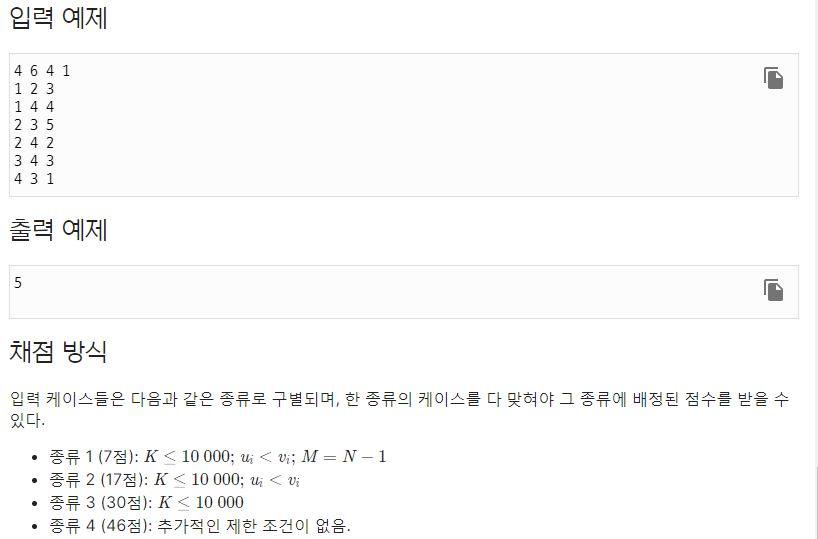 입력 예제
4 6 4 1
1 2 3
1 4 4
2 3 5
2 4 2
3 4 3
4 3 1
출력 예제
5
채점 방식
입력 케이스들은 다음과 같은 종류로 구별되며, 한 종류의 케이스를 다 맞혀야 그 종류에 배정된 점수를 받을 수
있다.
• 종류 1 (7점): K ≤ 10 000; uᵢ < vᵢ; M = N − 1
• 종류 2 (17점): K ≤ 10 000; uᵢ < vᵢ
• 종류 3 (30점): K ≤ 10 000
• 종류 4 (46점): 추가적인 제한 조건이 없음.